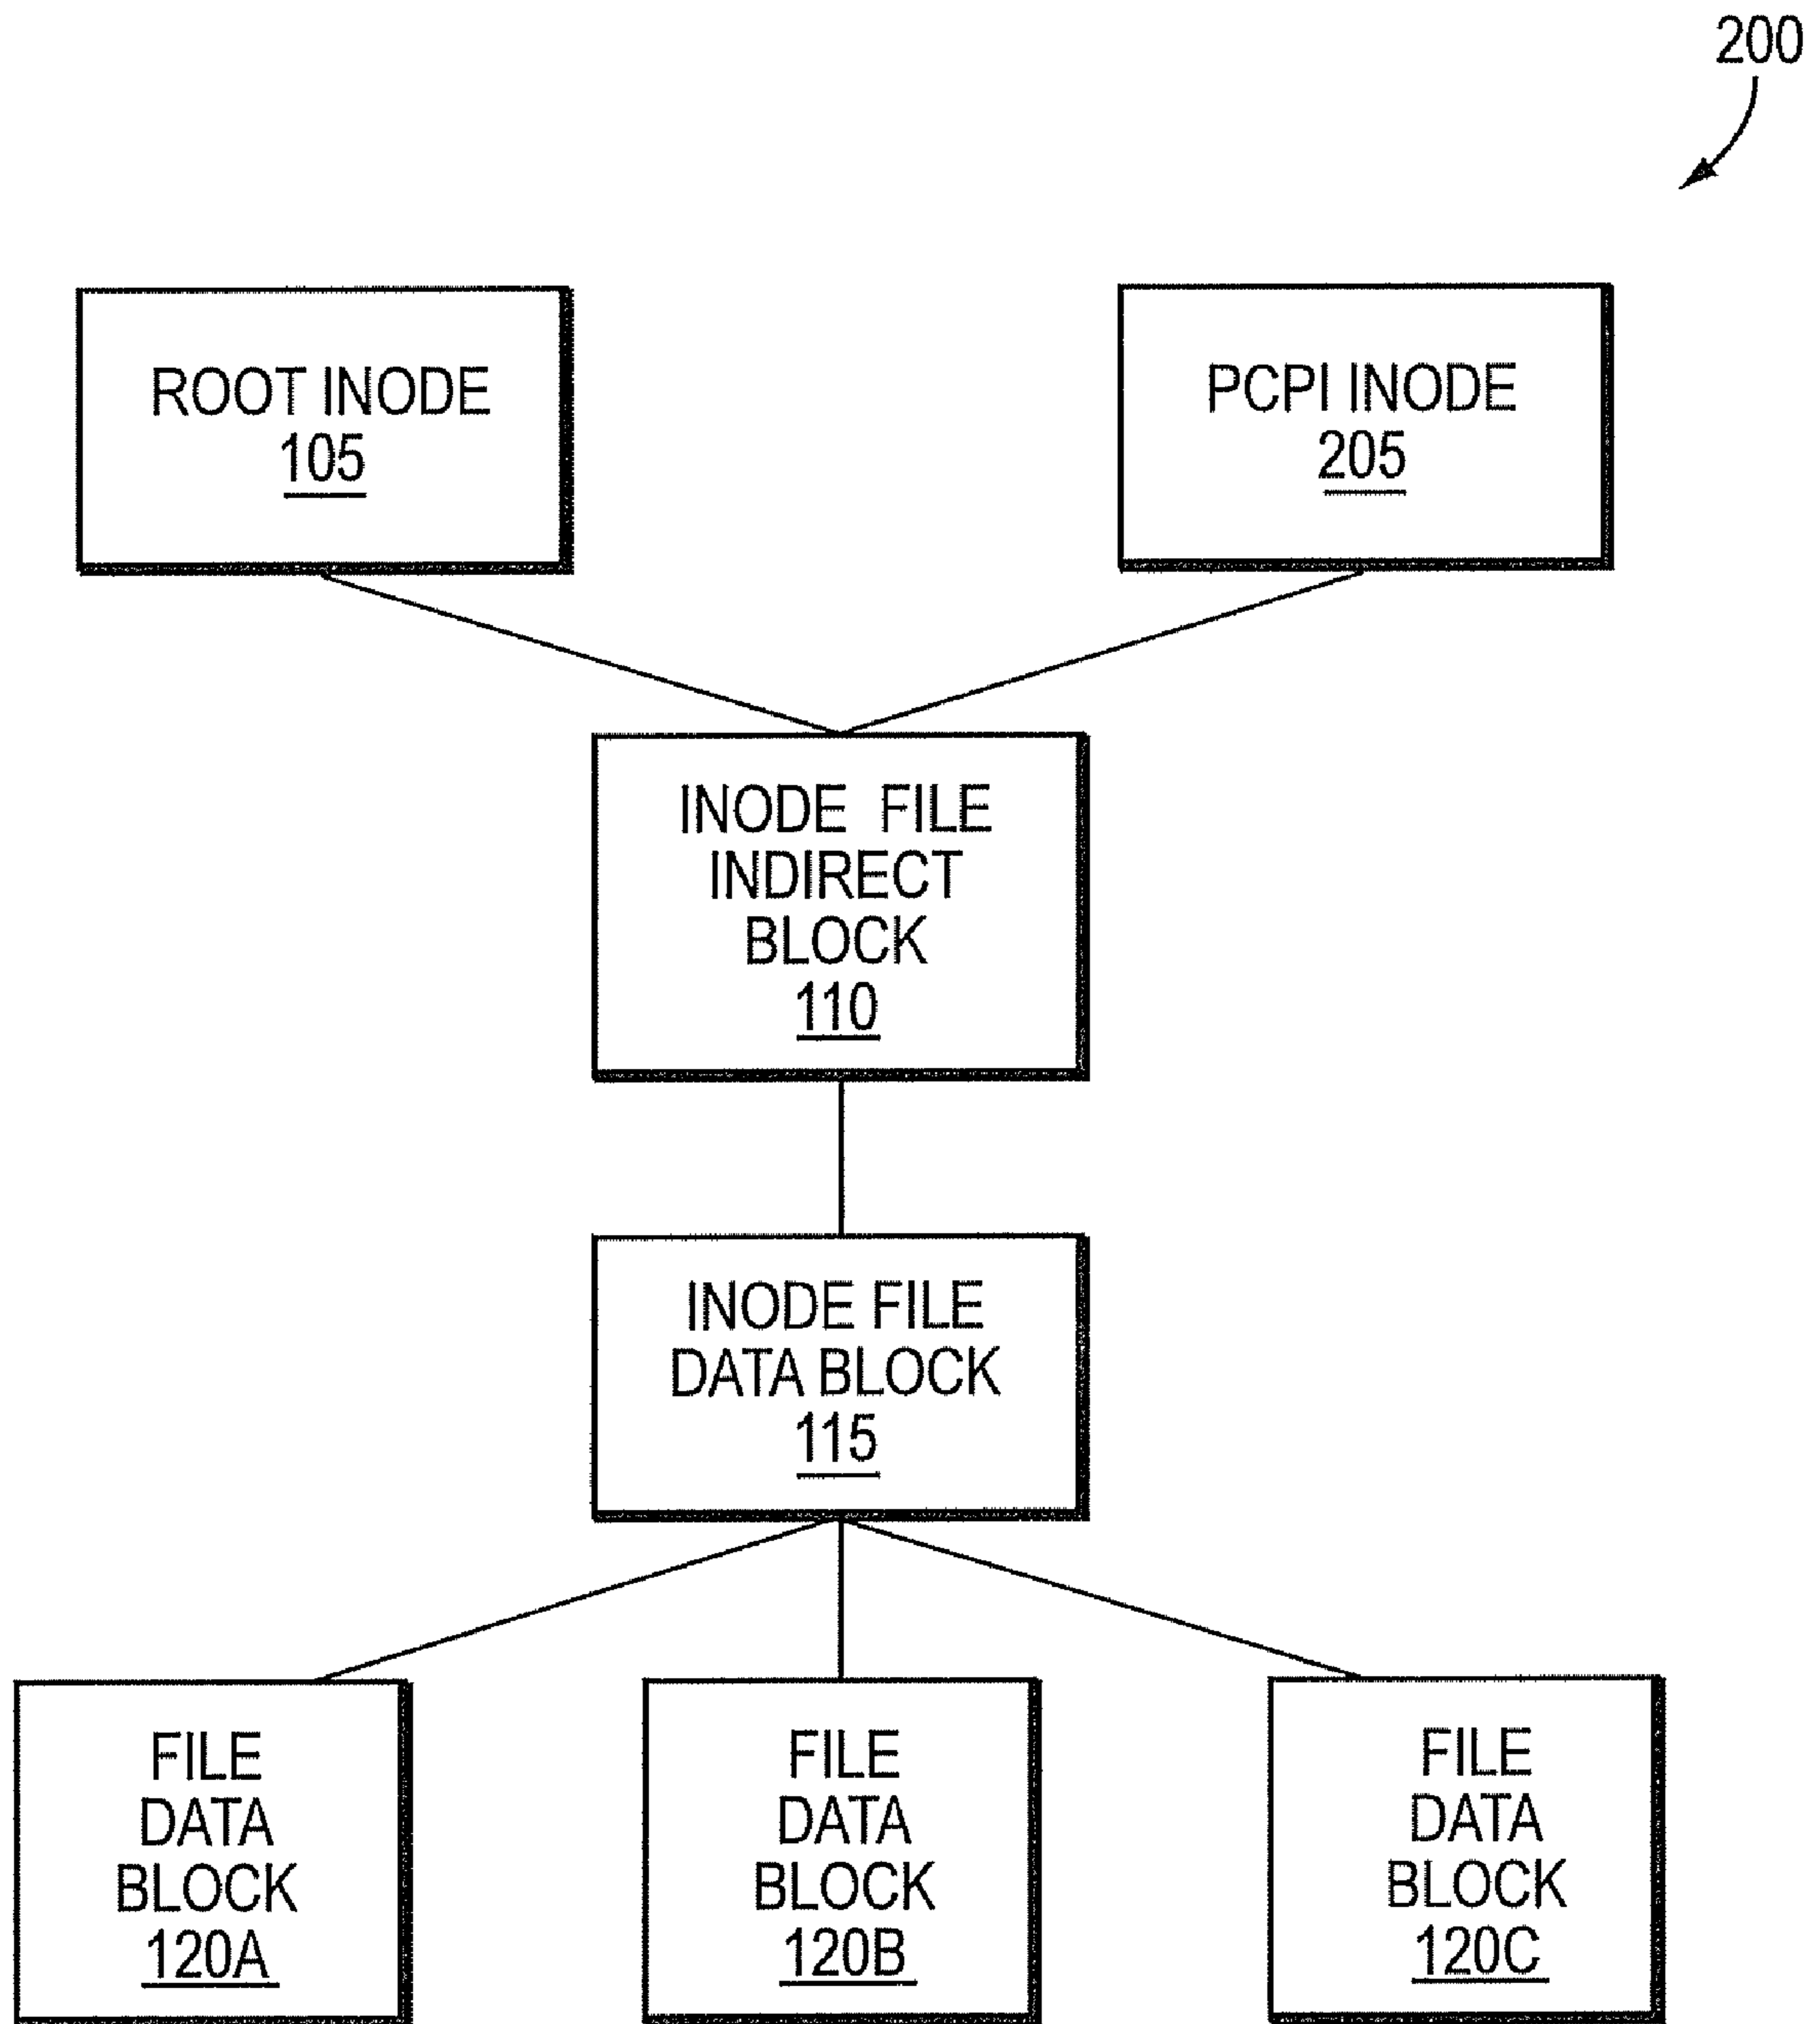 200
ROOT INODE
105
PCPI INODE
205
INODE FILE
INDIRECT
BLOCK
110
INODE FILE
DATA BLOCK
115
FILE
DATA
BLOCK
120A
FILE
DATA
BLOCK
120B
FILE
DATA
BLOCK
120C